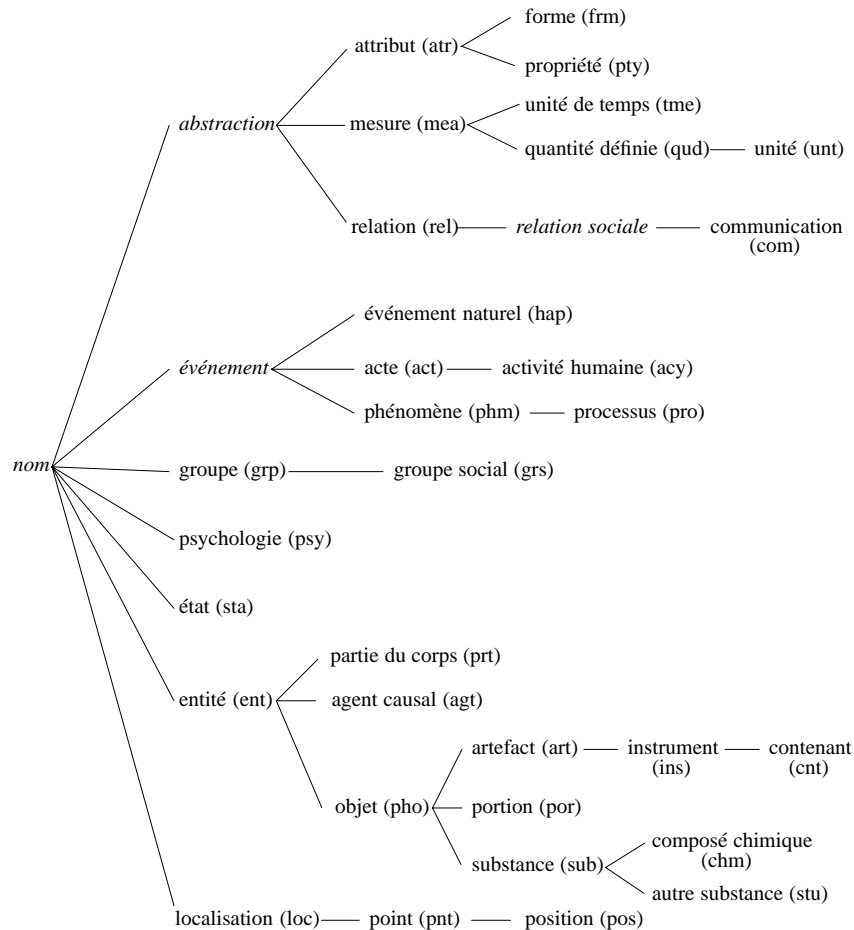 forme (frm)
attribut (atr)
propriété (pty)
unité de temps (tme)
abstraction
mesure (mea)
quantité définie (qud)
unité (unt)
relation (rel)
relation sociale
communication
(com)
événement naturel (hap)
événement
acte (act)
activité humaine (acy)
phénomène (phm)
processus (pro)
nom
groupe (grp)
groupe social (grs)
psychologie (psy)
état (sta)
partie du corps (prt)
entité (ent)
agent causal (agt)
artefact (art)
instrument
(ins)
contenant
(cnt)
objet (pho)
portion (por)
composé chimique
(chm)
substance (sub)
autre substance (stu)
localisation (loc)
point (pnt)
position (pos)